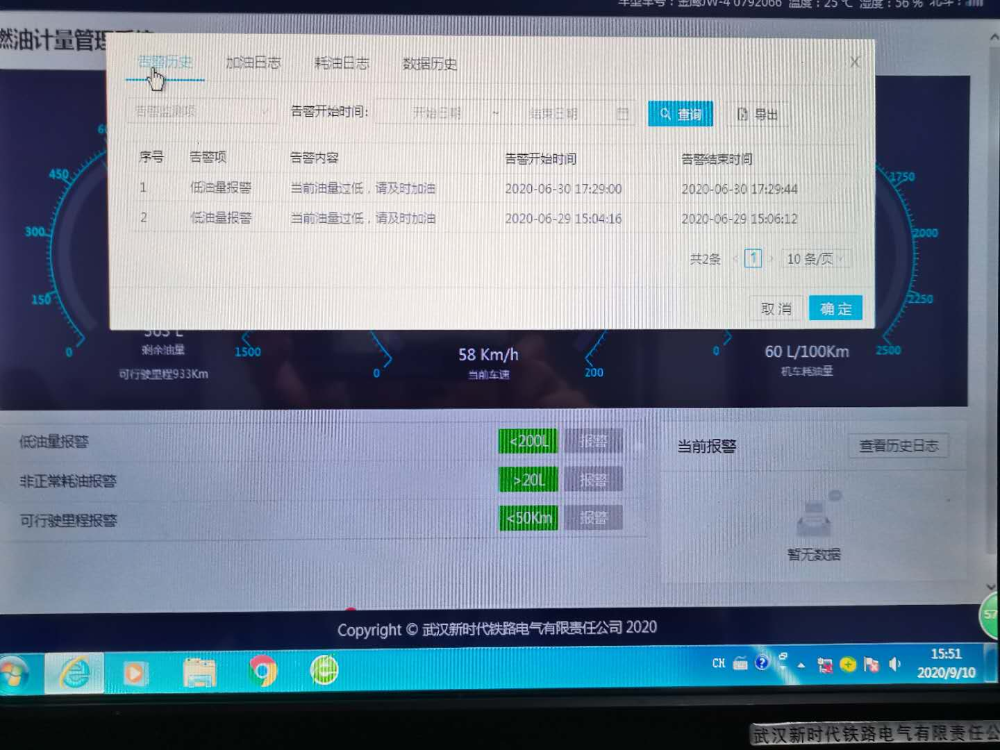 车型车号：金鹰JW-4 0792066 温度：25℃ 湿度：56% 北斗：
燃油计量管理系统
告警历史 加油日志 耗油日志 数据历史 X
告警监测项 告警开始时间： 开始日期 ~ 结束日期 查询 导出
序号 告警项 告警内容 告警开始时间 告警结束时间
1 低油量报警 当前油量过低，请及时加油 2020-06-30 17:29:00 2020-06-30 17:29:44
2 低油量报警 当前油量过低，请及时加油 2020-06-29 15:04:16 2020-06-29 15:06:12
共2条 < 1 > 10 条/页
取消 确定
60
450
300
150
0
1500
剩余油量
可行驶里程933Km
0
58 Km/h
当前车速
200
1750
2000
2250
2500
0
60 L/100Km
机车耗油量
低油量报警 <200L 报警
非正常耗油报警 >20L 报警
可行驶里程报警 <50Km 报警
当前报警 查看历史日志
暂无数据
57
Copyright © 武汉新时代铁路电气有限责任公司 2020
CH
15:51
2020/9/10
武汉新时代铁路电气有限责任公